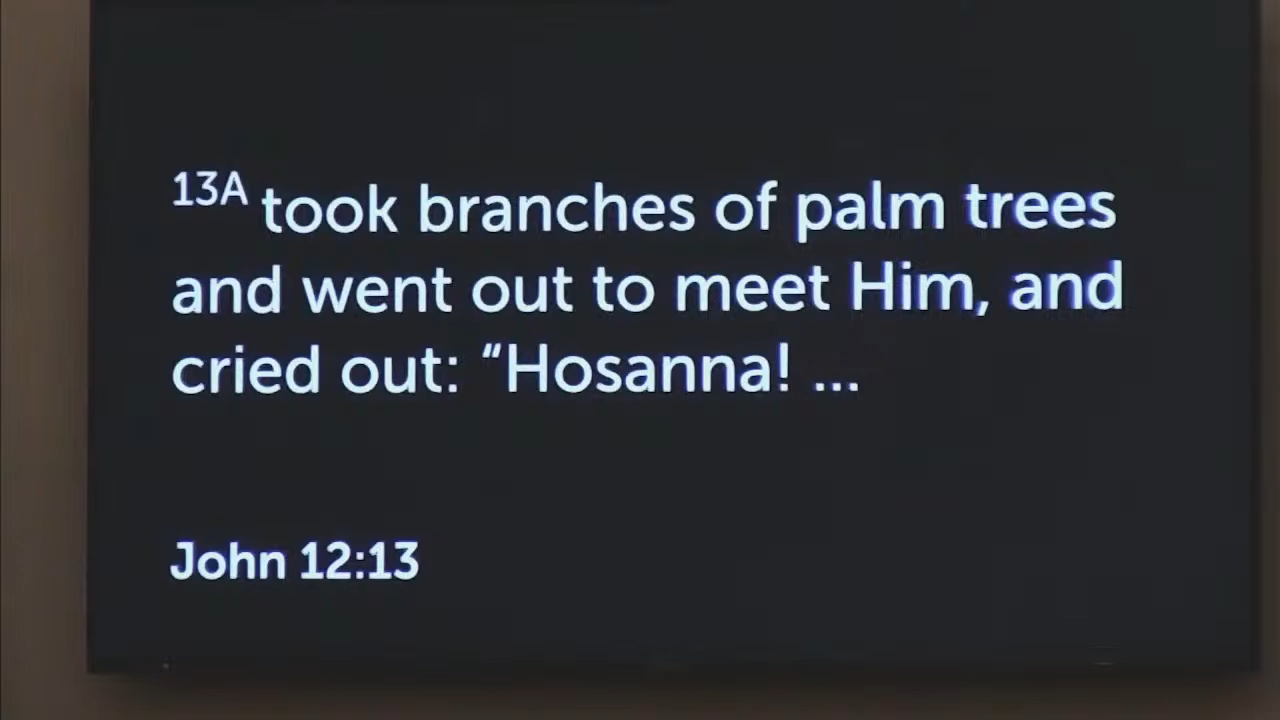 13A took branches of palm trees
and went out to meet Him, and
cried out: “Hosanna! ...
John 12:13